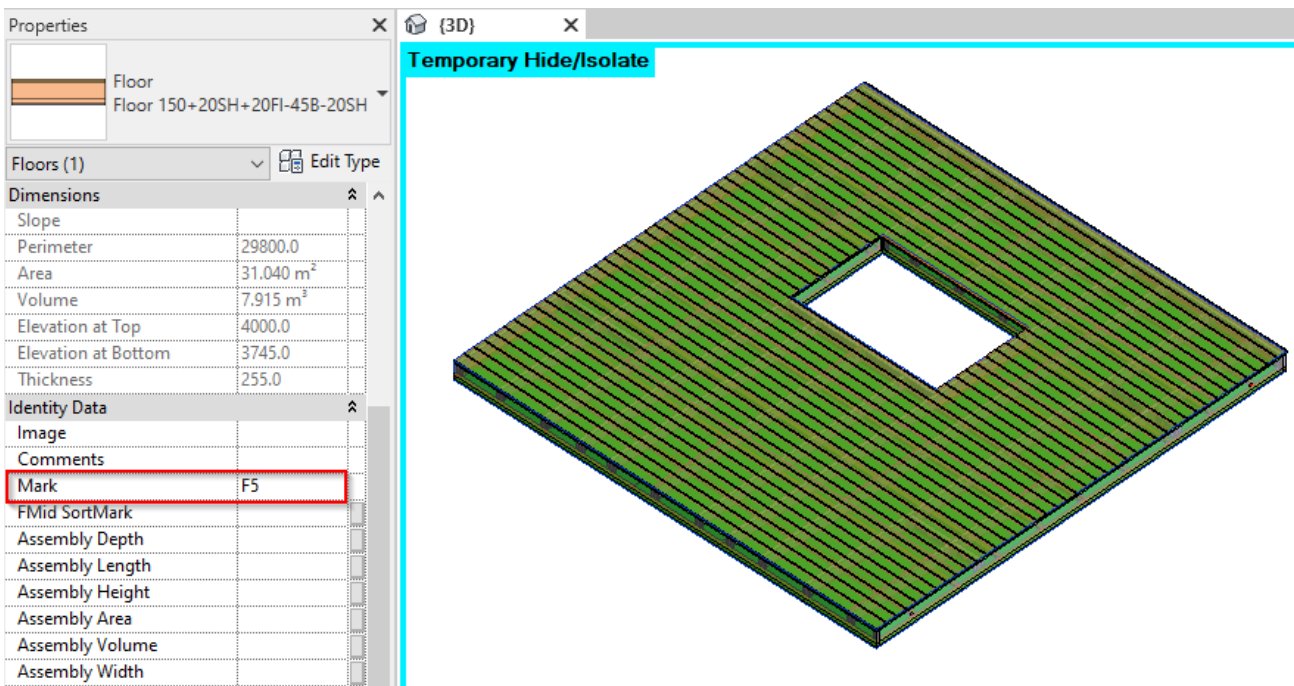 Properties
Floor
Floor 150+20SH+20FI-45B-20SH
Floors (1)
Edit Type
Dimensions
Slope
Perimeter 29800.0
Area 31.040 m²
Volume 7.915 m³
Elevation at Top 4000.0
Elevation at Bottom 3745.0
Thickness 255.0
Identity Data
Image
Comments
Mark F5
FMid SortMark
Assembly Depth
Assembly Length
Assembly Height
Assembly Area
Assembly Volume
Assembly Width
{3D}
Temporary Hide/Isolate